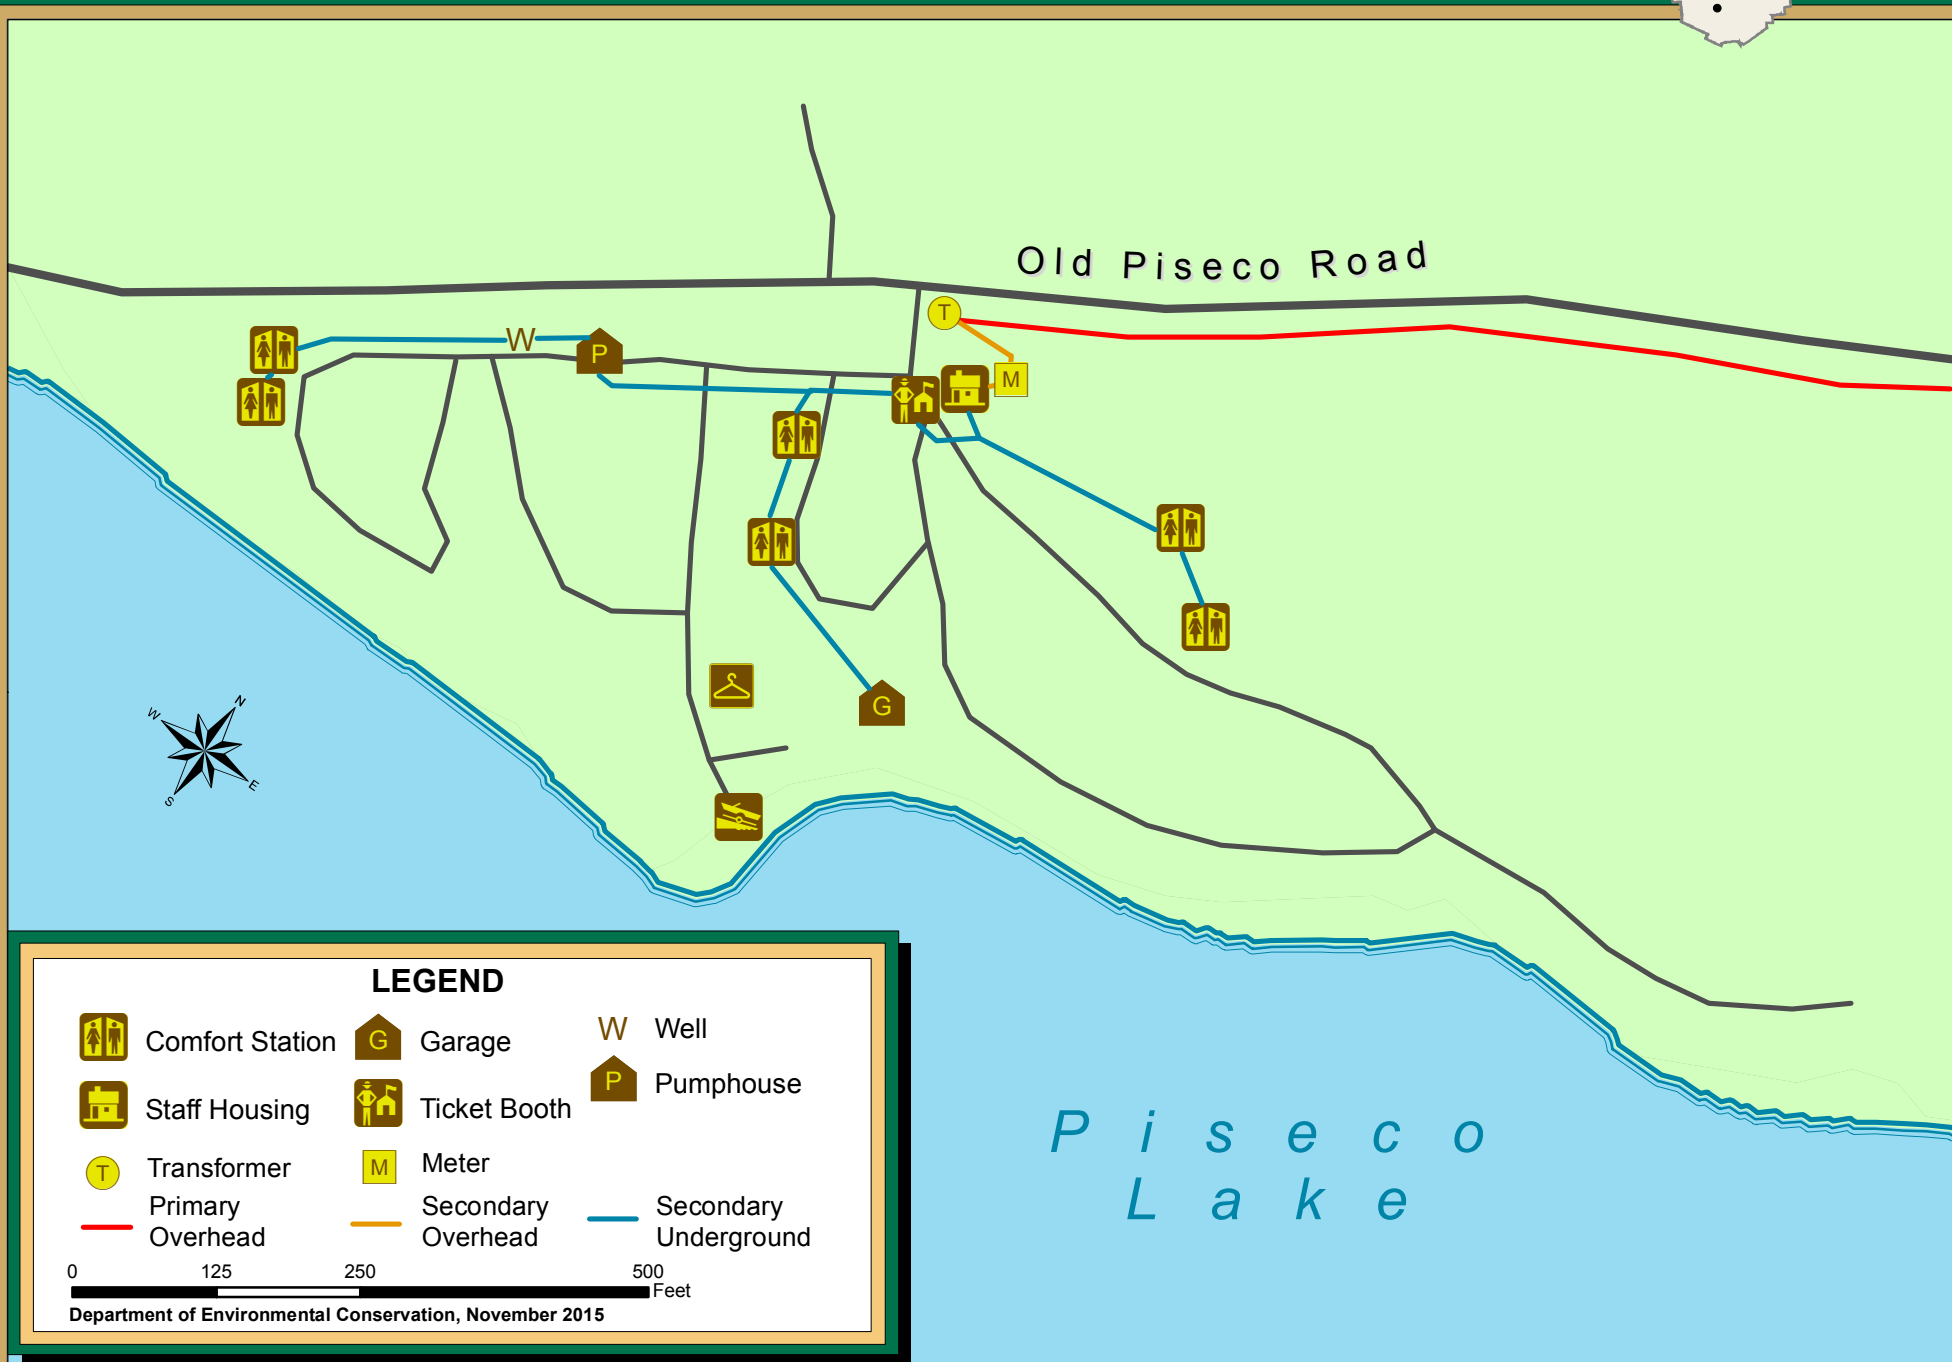 Old Piseco Road
T
W
P
M
G
N
W
E
S
LEGEND
Comfort Station
G Garage
W Well
P Pumphouse
Staff Housing
Ticket Booth
T Transformer
M Meter
Primary
Overhead
Secondary
Overhead
Secondary
Underground
0 125 250 500
Feet
Department of Environmental Conservation, November 2015
Piseco
Lake